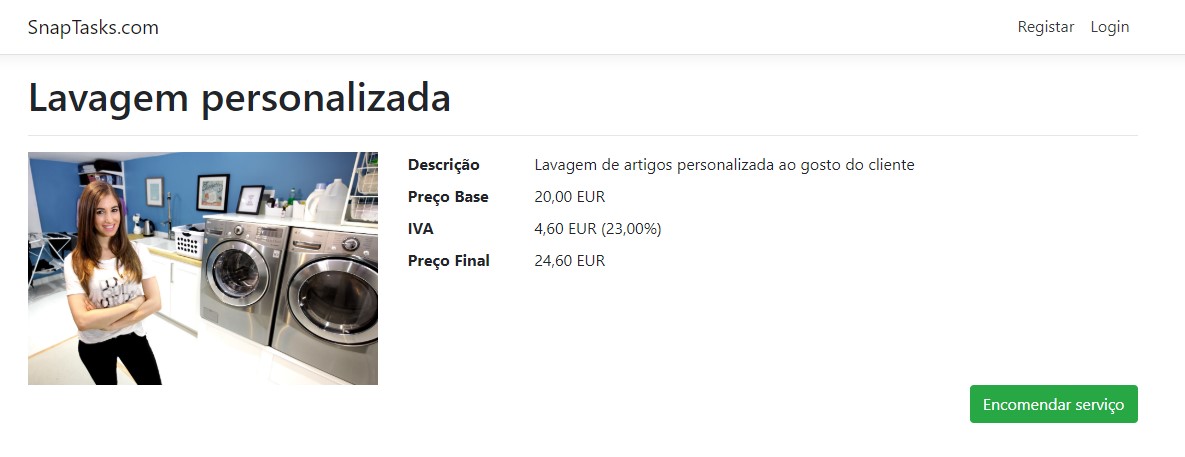 SnapTasks.com
Registar Login
Lavagem personalizada
Descrição Lavagem de artigos personalizada ao gosto do cliente
Preço Base 20,00 EUR
IVA 4,60 EUR (23,00%)
Preço Final 24,60 EUR
Encomendar serviço